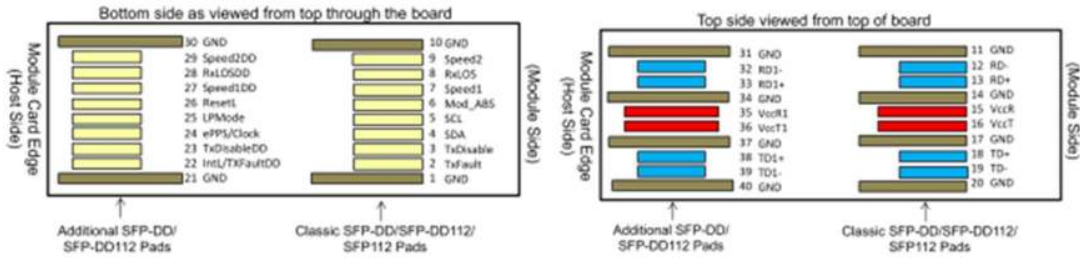 Bottom side as viewed from top through the board
Module Card Edge
(Host Side)
30 GND
29 Speed2DD
28 RxLOSDD
27 Speed1DD
26 ResetL
25 LPMode
24 ePPS/Clock
23 TxDisableDD
22 IntL/TXFaultDD
21 GND
10 GND
9 Speed2
8 RxLOS
7 Speed1
6 Mod_ABS
5 SCL
4 SDA
3 TxDisable
2 TxFault
1 GND
(Module Side)
Additional SFP-DD/
SFP-DD112 Pads
Classic SFP-DD/SFP-DD112/
SFP112 Pads
Top side viewed from top of board
Module Card Edge
(Host Side)
31 GND
32 RD1-
33 RD1+
34 GND
35 VccR1
36 VccT1
37 GND
38 TD1+
39 TD1-
40 GND
11 GND
12 RD-
13 RD+
14 GND
15 VccR
16 VccT
17 GND
18 TD+
19 TD-
20 GND
(Module Side)
Additional SFP-DD/
SFP-DD112 Pads
Classic SFP-DD/SFP-DD112/
SFP112 Pads